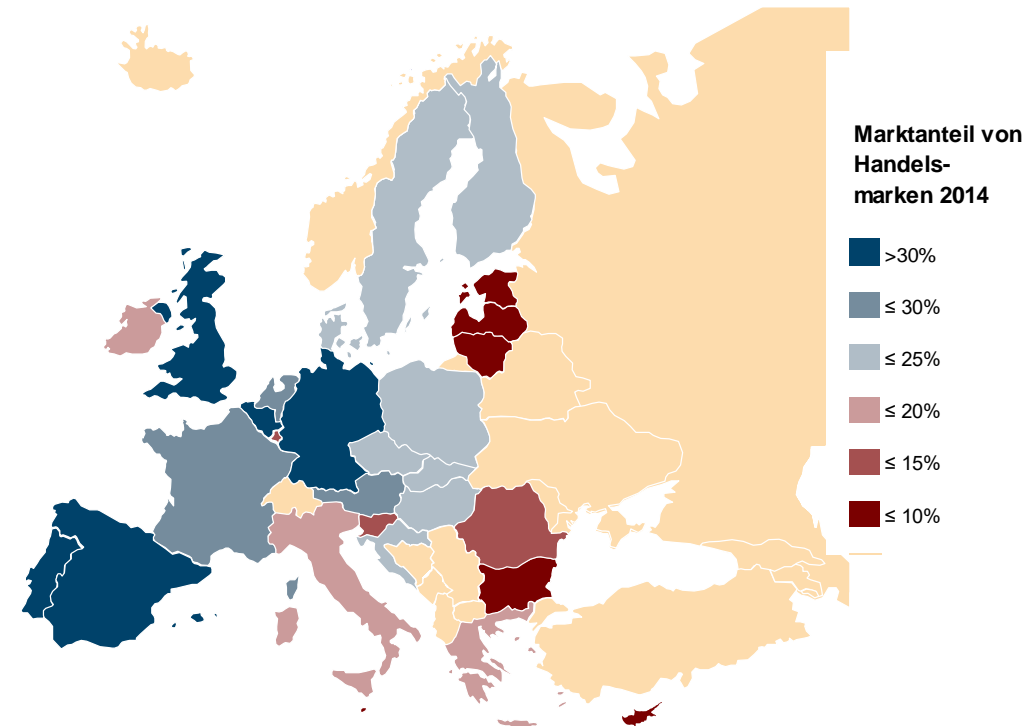 Marktanteil von
Handels-
marken 2014
>30%
≤ 30%
≤ 25%
≤ 20%
≤ 15%
≤ 10%